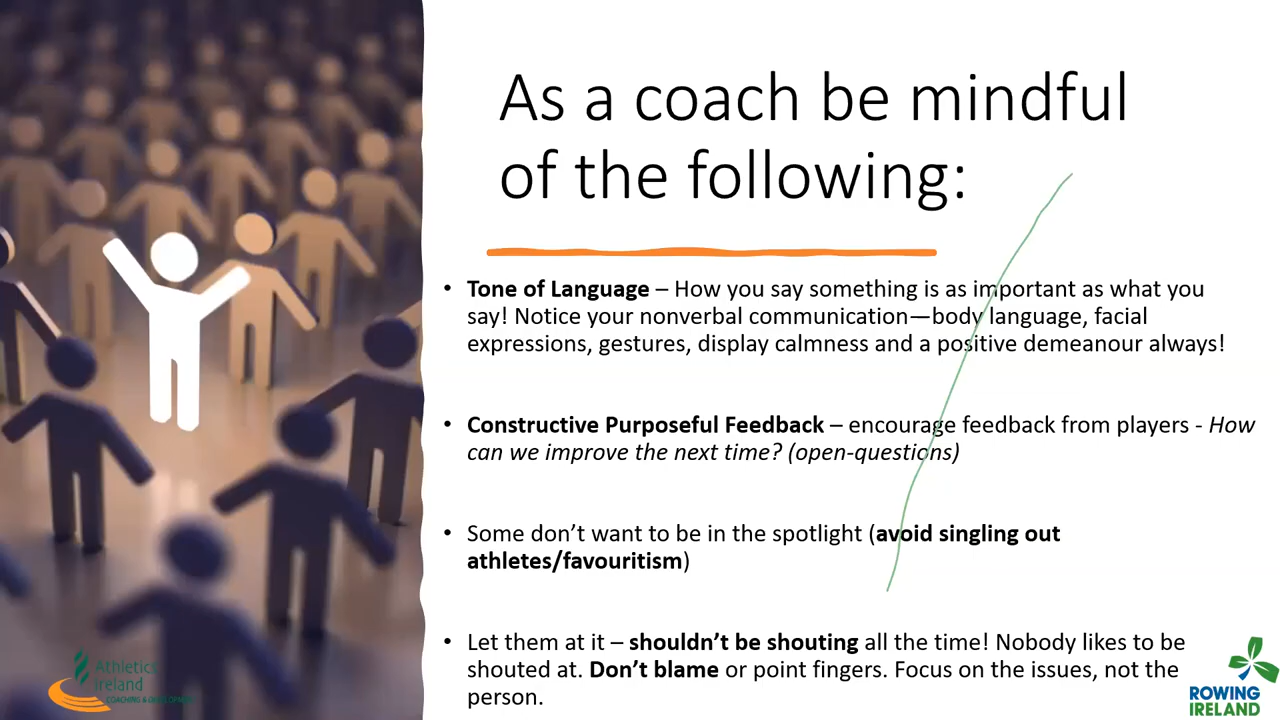 As a coach be mindful
of the following:
• Tone of Language – How you say something is as important as what you
say! Notice your nonverbal communication—body language, facial
expressions, gestures, display calmness and a positive demeanour always!
• Constructive Purposeful Feedback – encourage feedback from players - How
can we improve the next time? (open-questions)
• Some don’t want to be in the spotlight (avoid singling out
athletes/favouritism)
• Let them at it – shouldn’t be shouting all the time! Nobody likes to be
shouted at. Don’t blame or point fingers. Focus on the issues, not the
person.
Athletics
Ireland
COACHING & DEVELOPMENT
ROWING
IRELAND